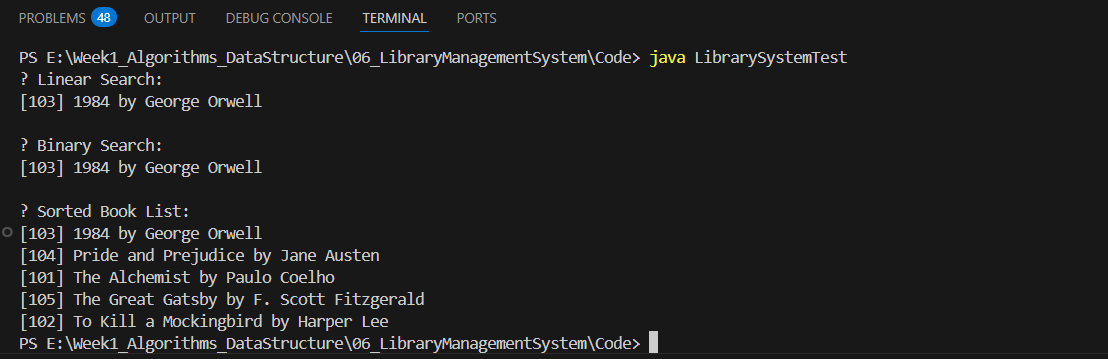 PROBLEMS 48 OUTPUT DEBUG CONSOLE TERMINAL PORTS
PS E:\Week1_Algorithms_DataStructure\06_LibraryManagementSystem\Code> java LibrarySystemTest
? Linear Search:
[103] 1984 by George Orwell
? Binary Search:
[103] 1984 by George Orwell
? Sorted Book List:
[103] 1984 by George Orwell
[104] Pride and Prejudice by Jane Austen
[101] The Alchemist by Paulo Coelho
[105] The Great Gatsby by F. Scott Fitzgerald
[102] To Kill a Mockingbird by Harper Lee
PS E:\Week1_Algorithms_DataStructure\06_LibraryManagementSystem\Code>